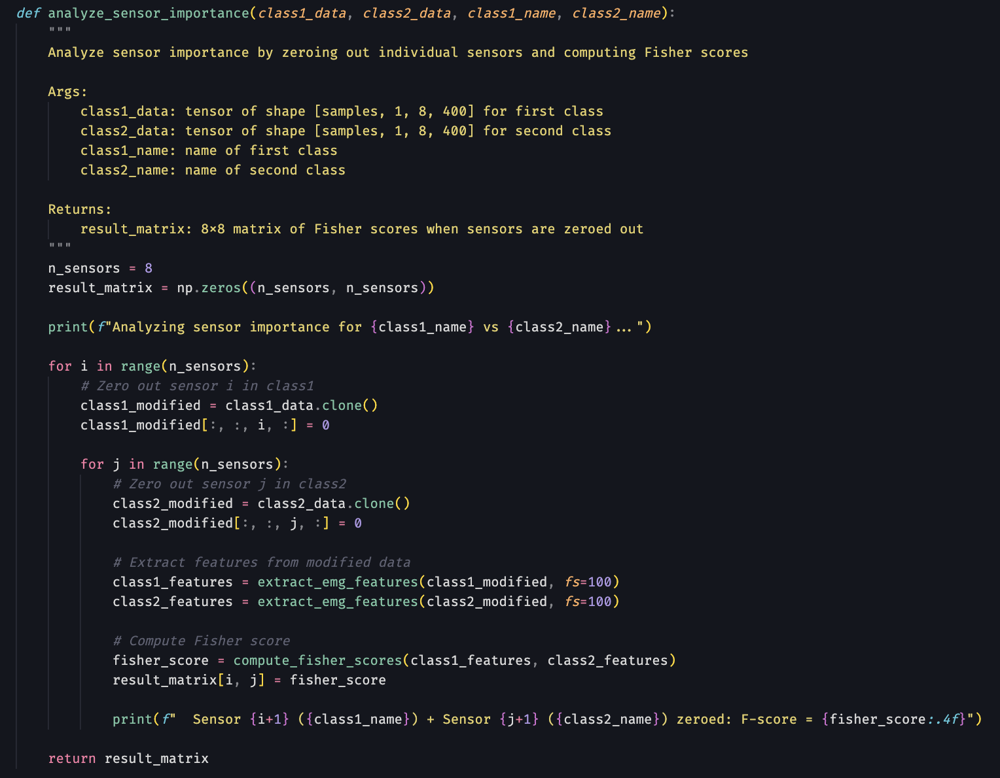 def analyze_sensor_importance(class1_data, class2_data, class1_name, class2_name):
    """
    Analyze sensor importance by zeroing out individual sensors and computing Fisher scores

    Args:
        class1_data: tensor of shape [samples, 1, 8, 400] for first class
        class2_data: tensor of shape [samples, 1, 8, 400] for second class
        class1_name: name of first class
        class2_name: name of second class

    Returns:
        result_matrix: 8×8 matrix of Fisher scores when sensors are zeroed out
    """
    n_sensors = 8
    result_matrix = np.zeros((n_sensors, n_sensors))

    print(f"Analyzing sensor importance for {class1_name} vs {class2_name}...")

    for i in range(n_sensors):
        # Zero out sensor i in class1
        class1_modified = class1_data.clone()
        class1_modified[:, :, i, :] = 0

        for j in range(n_sensors):
            # Zero out sensor j in class2
            class2_modified = class2_data.clone()
            class2_modified[:, :, j, :] = 0

            # Extract features from modified data
            class1_features = extract_emg_features(class1_modified, fs=100)
            class2_features = extract_emg_features(class2_modified, fs=100)

            # Compute Fisher score
            fisher_score = compute_fisher_scores(class1_features, class2_features)
            result_matrix[i, j] = fisher_score

            print(f"  Sensor {i+1} ({class1_name}) + Sensor {j+1} ({class2_name}) zeroed: F-score = {fisher_score:.4f}")

    return result_matrix